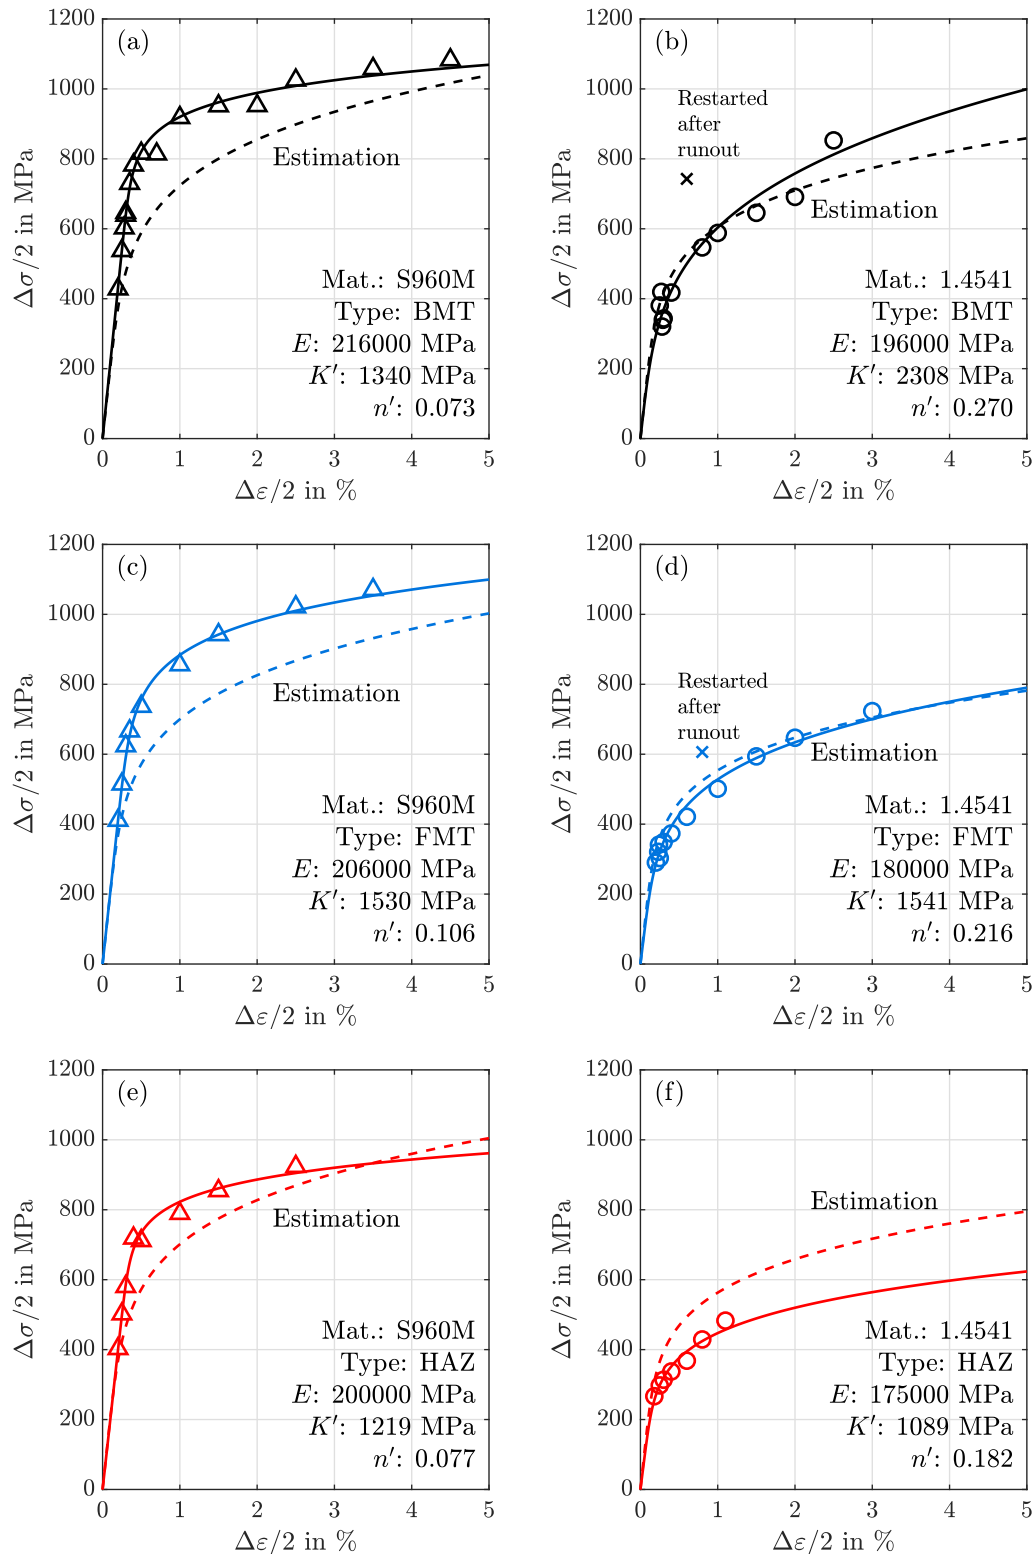 (a)
1200
1000
800
600
400
200
0
Δσ/2 in MPa
Estimation
Mat.: S960M
Type: BMT
E: 216000 MPa
K′: 1340 MPa
n′: 0.073
0 1 2 3 4 5
Δε/2 in %
(b)
1200
1000
800
600
400
200
0
Δσ/2 in MPa
Restarted
after
runout
Estimation
Mat.: 1.4541
Type: BMT
E: 196000 MPa
K′: 2308 MPa
n′: 0.270
0 1 2 3 4 5
Δε/2 in %
(c)
1200
1000
800
600
400
200
0
Δσ/2 in MPa
Estimation
Mat.: S960M
Type: FMT
E: 206000 MPa
K′: 1530 MPa
n′: 0.106
0 1 2 3 4 5
Δε/2 in %
(d)
1200
1000
800
600
400
200
0
Δσ/2 in MPa
Restarted
after
runout
Estimation
Mat.: 1.4541
Type: FMT
E: 180000 MPa
K′: 1541 MPa
n′: 0.216
0 1 2 3 4 5
Δε/2 in %
(e)
1200
1000
800
600
400
200
0
Δσ/2 in MPa
Estimation
Mat.: S960M
Type: HAZ
E: 200000 MPa
K′: 1219 MPa
n′: 0.077
0 1 2 3 4 5
Δε/2 in %
(f)
1200
1000
800
600
400
200
0
Δσ/2 in MPa
Estimation
Mat.: 1.4541
Type: HAZ
E: 175000 MPa
K′: 1089 MPa
n′: 0.182
0 1 2 3 4 5
Δε/2 in %